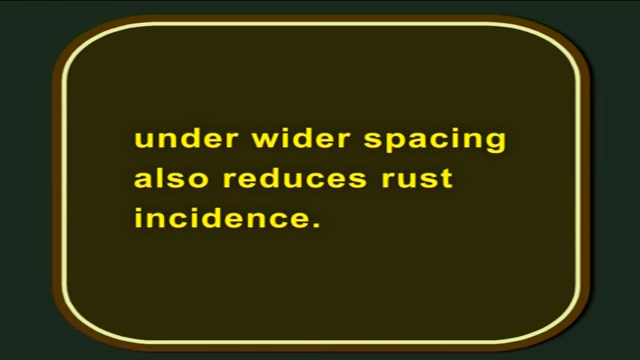 under wider spacing
also reduces rust
incidence.